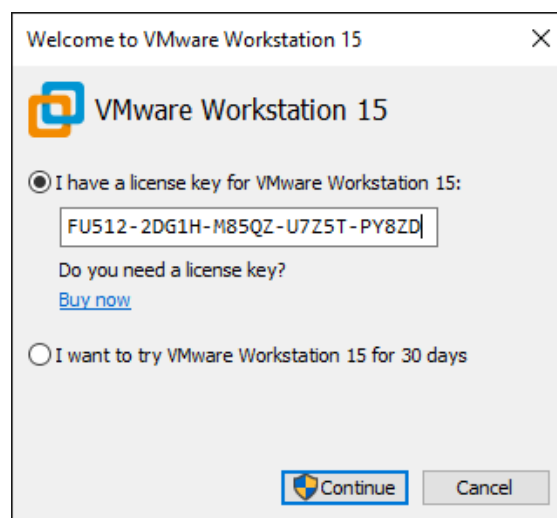 Welcome to VMware Workstation 15
VMware Workstation 15
I have a license key for VMware Workstation 15:
FU512-2DG1H-M85QZ-U7Z5T-PY8ZD
Do you need a license key?
Buy now
I want to try VMware Workstation 15 for 30 days
Continue
Cancel